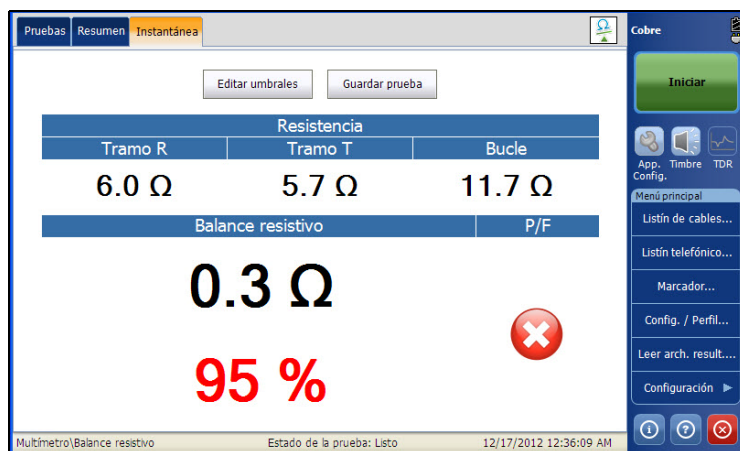 Pruebas Resumen Instantánea
Editar umbrales Guardar prueba
Resistencia
Tramo R Tramo T Bucle
6.0 Ω 5.7 Ω 11.7 Ω
Balance resistivo P/F
0.3 Ω
95 %
Multímetro\Balance resistivo Estado de la prueba: Listo 12/17/2012 12:36:09 AM
Cobre
Iniciar
App. Config. Timbre TDR
Menú principal
Listín de cables...
Listín telefónico...
Marcador...
Config. / Perfil...
Leer arch. result....
Configuración